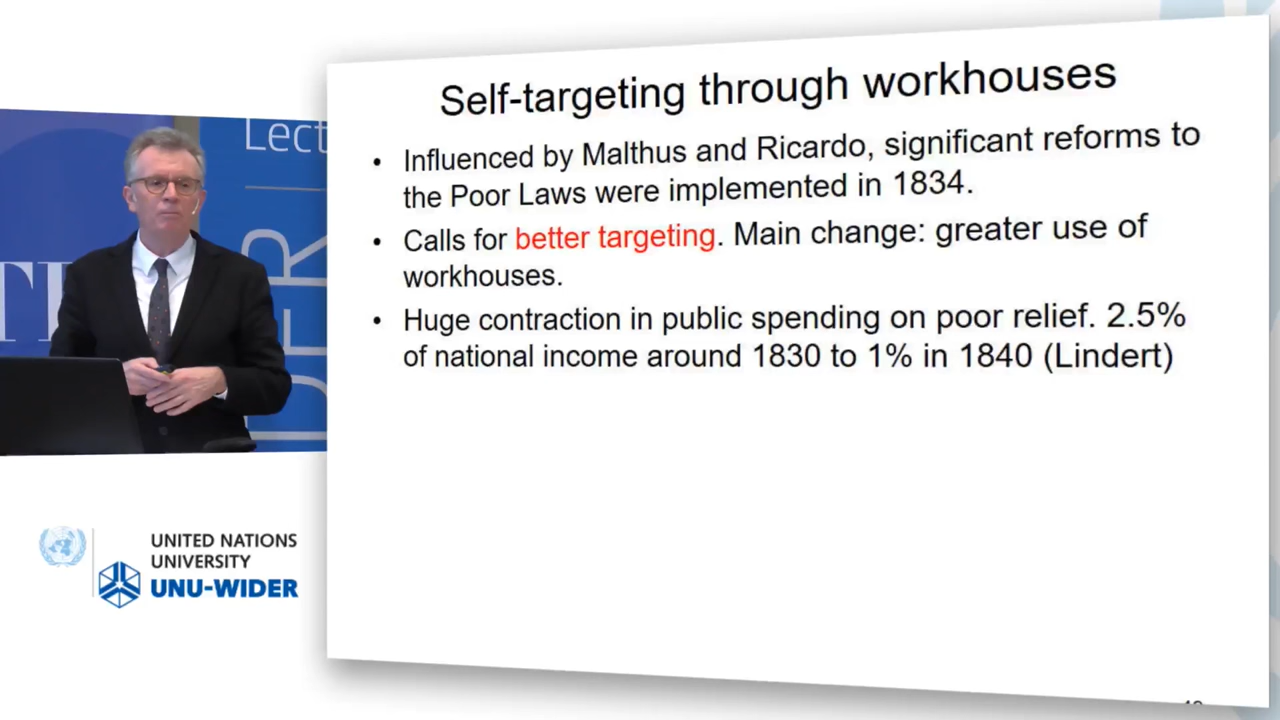 Self-targeting through workhouses
• Influenced by Malthus and Ricardo, significant reforms to
the Poor Laws were implemented in 1834.
• Calls for better targeting. Main change: greater use of
workhouses.
• Huge contraction in public spending on poor relief. 2.5%
of national income around 1830 to 1% in 1840 (Lindert)
Lect
DER
UNITED NATIONS
UNIVERSITY
UNU-WIDER